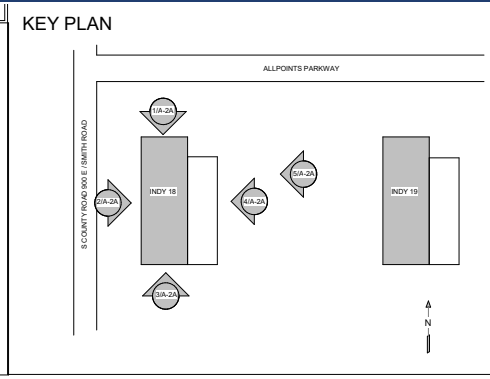 KEY PLAN
ALLPOINTS PARKWAY
S COUNTY ROAD 900 E / SMITH ROAD
1/A-2A
2/A-2A
INDY 18
4/A-2A
5/A-2A
INDY 19
3/A-2A
N